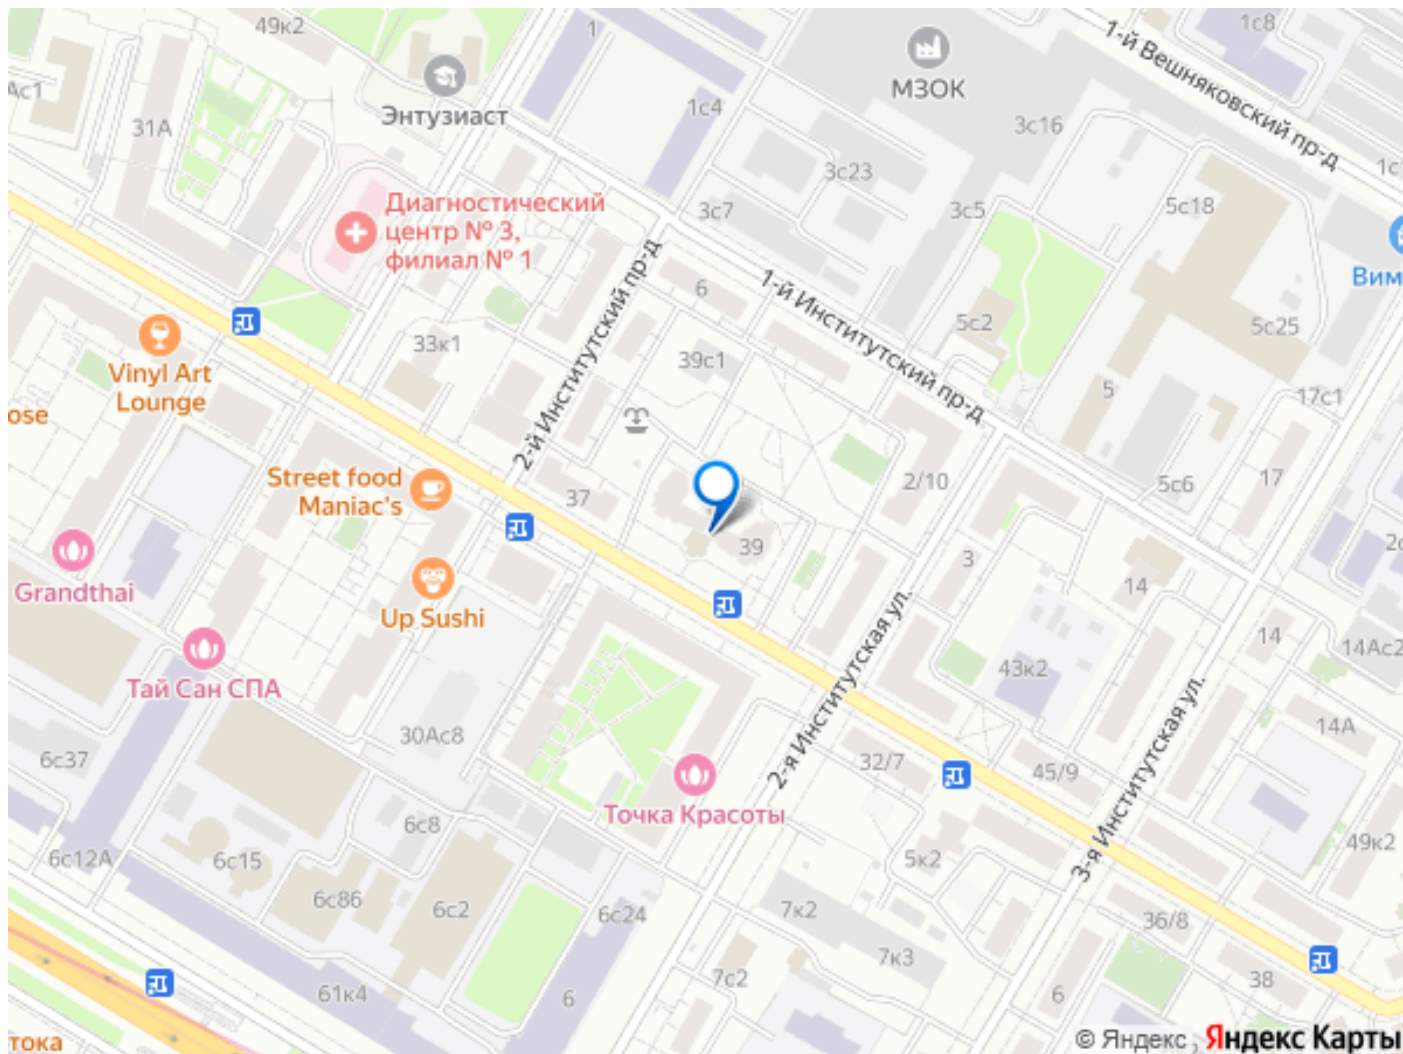 49к2
1
1с8
1-й Вешняковский пр-д
Ас1
31А
Энтузиаст
1с4
МЗОК
3с16
3с23
1с
Диагностический
центр № 3,
филиал № 1
3с7
3с5
5с18
2-й Институтский пр-д
6
1-й Институтский пр-д
Вим
5с2
5с25
33к1
39с1
Vinyl Art
Lounge
ose
5
17с1
Street food
Maniac's
37
2/10
5с6
17
39
3
2с
Grandthai
Up Sushi
14
14
14Ас2
2-я Институтская ул.
43к2
Тай Сан СПА
3-я Институтская ул.
14А
30Ас8
6с37
32/7
45/9
Точка Красоты
6с8
49к2
6с12А
6с15
5к2
6с86
6с2
6с24
7к2
36/8
7к3
7с2
38
61к4
6
6
тока
© Яндекс, Яндекс Карты